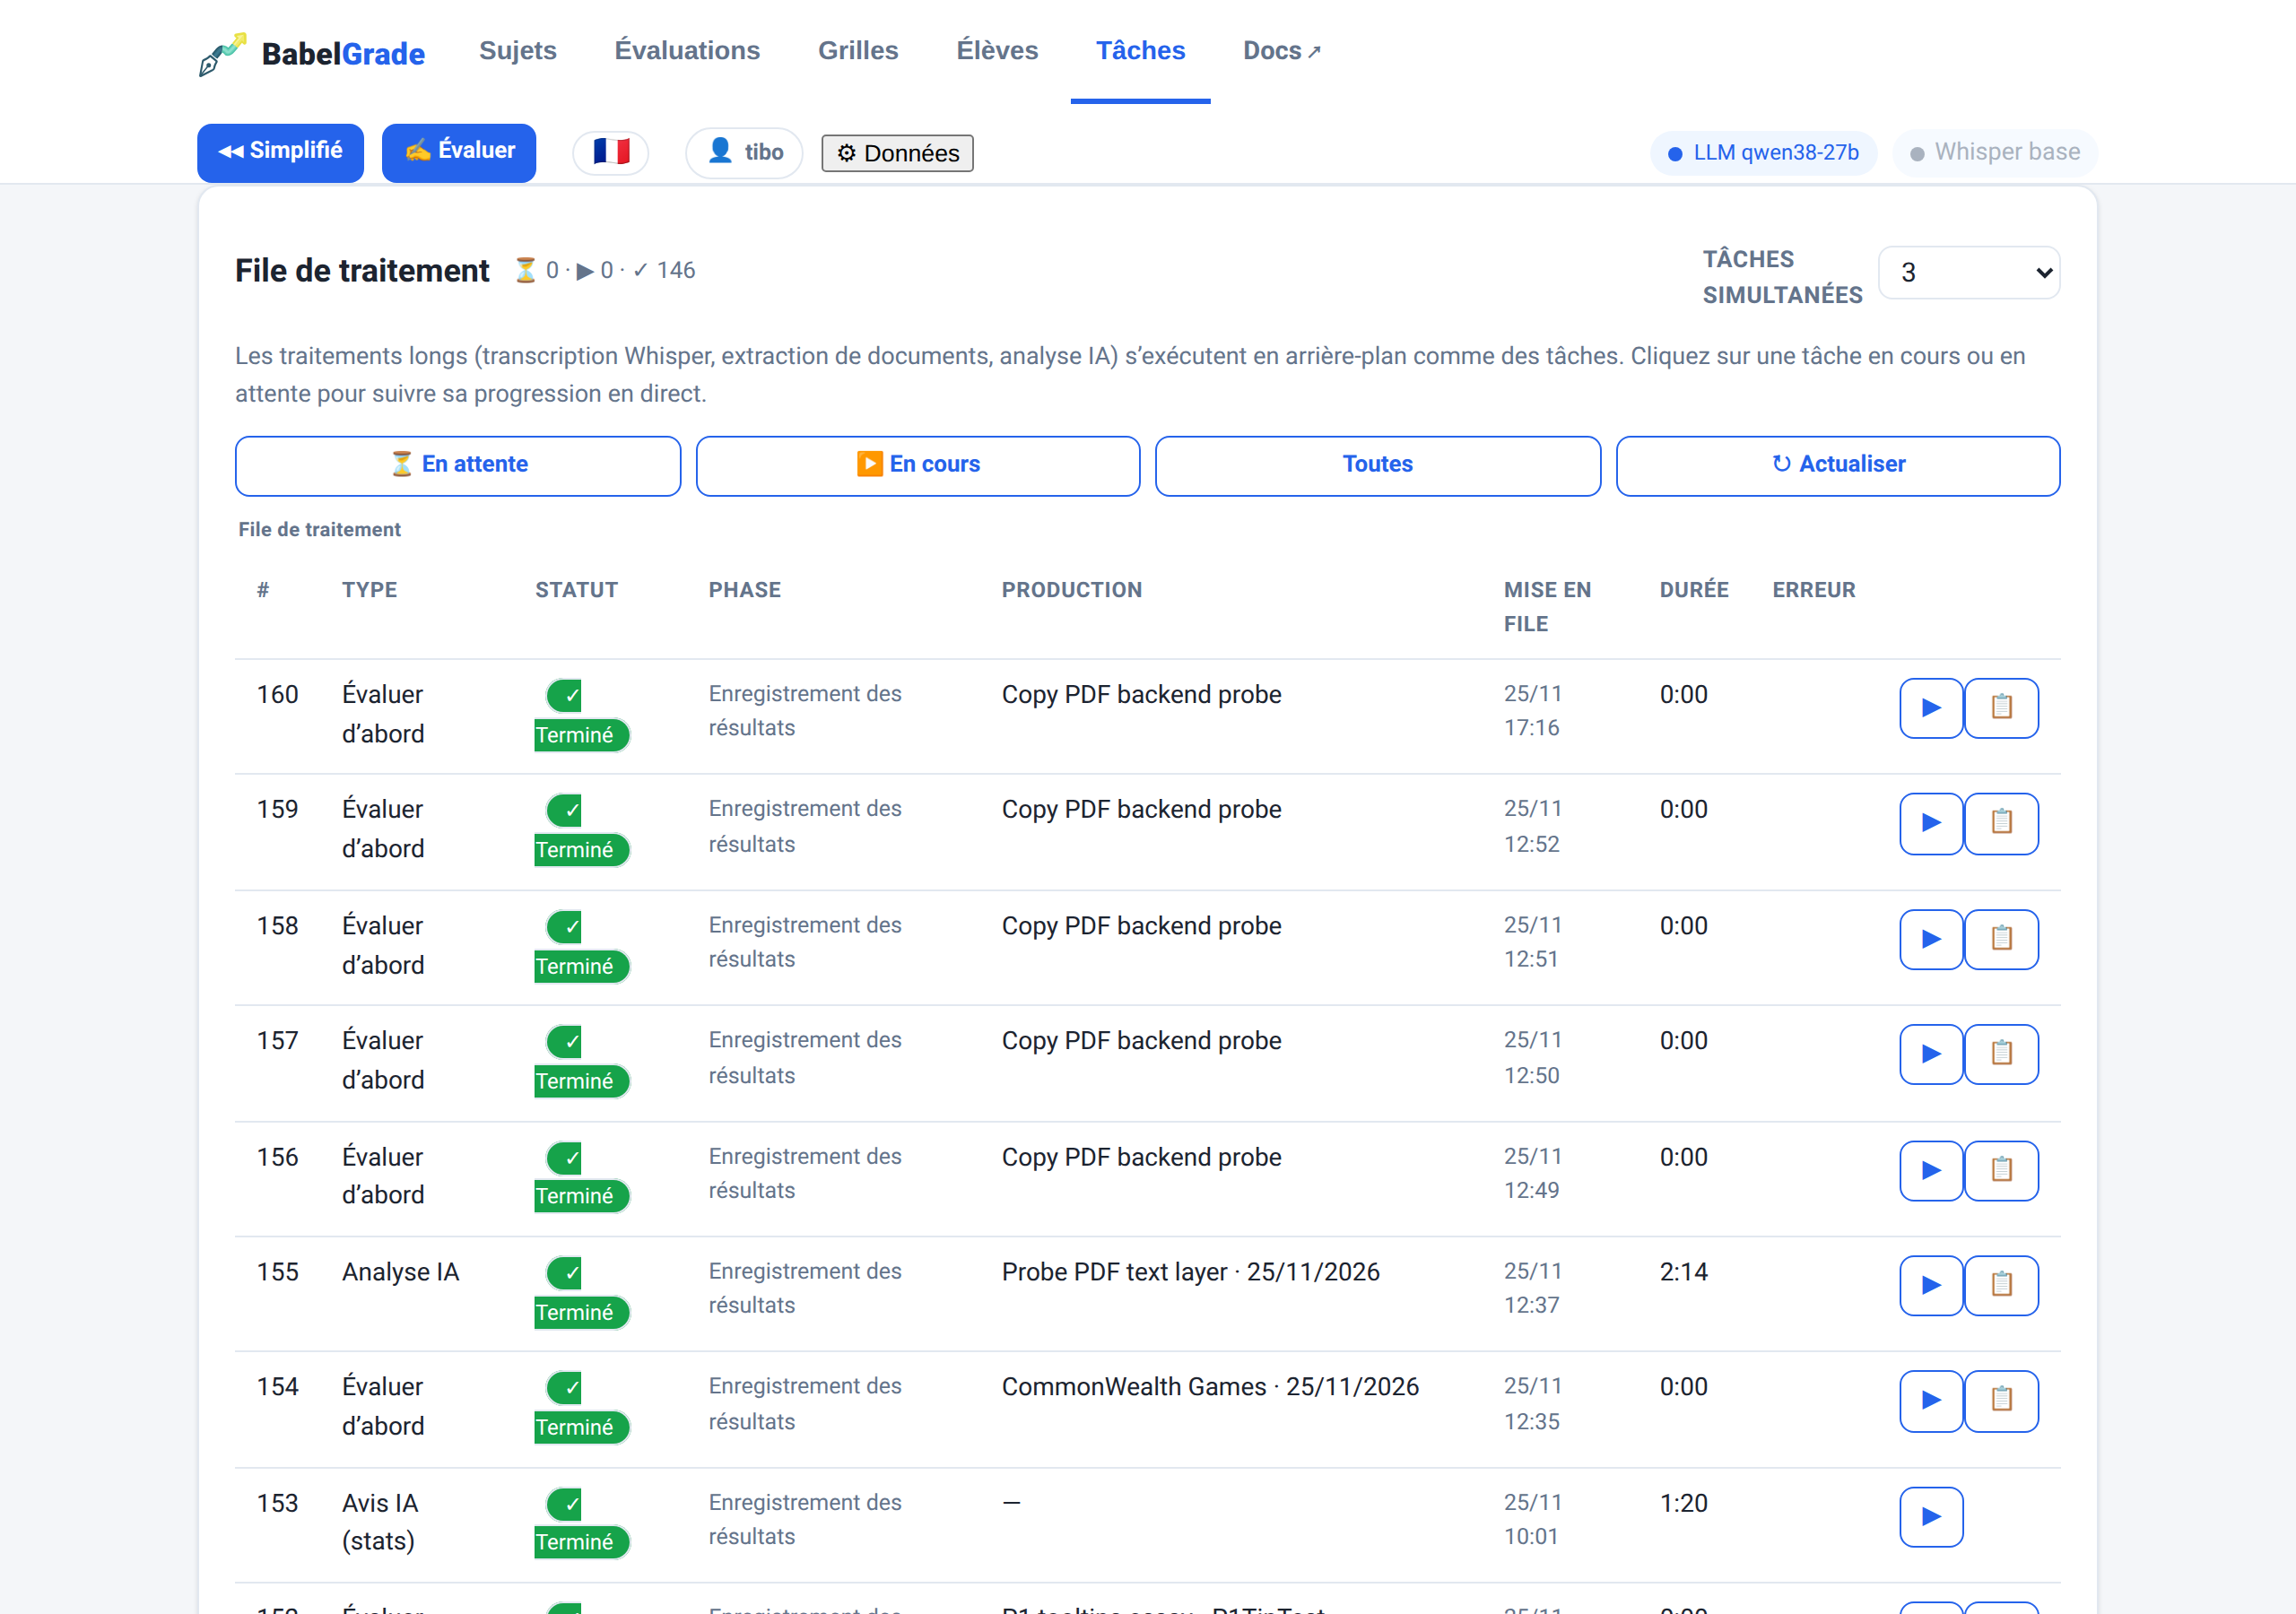 BabelGrade Sujets Évaluations Grilles Élèves Tâches Docs ↗
◀◀ Simplifié ✍️ Évaluer 🇫🇷 👤 tibo ⚙ Données LLM qwen38-27b Whisper base
File de traitement ⏳ 0 · ▶ 0 · ✓ 146
TÂCHES
SIMULTANÉES 3
Les traitements longs (transcription Whisper, extraction de documents, analyse IA) s’exécutent en arrière-plan comme des tâches. Cliquez sur une tâche en cours ou en
attente pour suivre sa progression en direct.
⏳ En attente ▶️ En cours Toutes ↻ Actualiser
File de traitement
# TYPE STATUT PHASE PRODUCTION MISE EN DURÉE ERREUR
FILE
160 Évaluer ✓ Enregistrement des Copy PDF backend probe 25/11 0:00 ▶ 📋
d’abord Terminé résultats 17:16
159 Évaluer ✓ Enregistrement des Copy PDF backend probe 25/11 0:00 ▶ 📋
d’abord Terminé résultats 12:52
158 Évaluer ✓ Enregistrement des Copy PDF backend probe 25/11 0:00 ▶ 📋
d’abord Terminé résultats 12:51
157 Évaluer ✓ Enregistrement des Copy PDF backend probe 25/11 0:00 ▶ 📋
d’abord Terminé résultats 12:50
156 Évaluer ✓ Enregistrement des Copy PDF backend probe 25/11 0:00 ▶ 📋
d’abord Terminé résultats 12:49
155 Analyse IA ✓ Enregistrement des Probe PDF text layer · 25/11/2026 25/11 2:14 ▶ 📋
Terminé résultats 12:37
154 Évaluer ✓ Enregistrement des CommonWealth Games · 25/11/2026 25/11 0:00 ▶ 📋
d’abord Terminé résultats 12:35
153 Avis IA ✓ Enregistrement des — 25/11 1:20 ▶
(stats) Terminé résultats 10:01